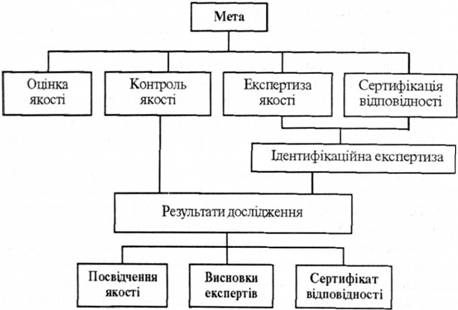 Мета
Оцінка
якості
Контроль
якості
Експертиза
якості
Сертифікація
відповідності
Ідентифікаційна експертиза
Результати дослідження
Посвідчення
якості
Висновки
експертів
Сертифікат
відповідності